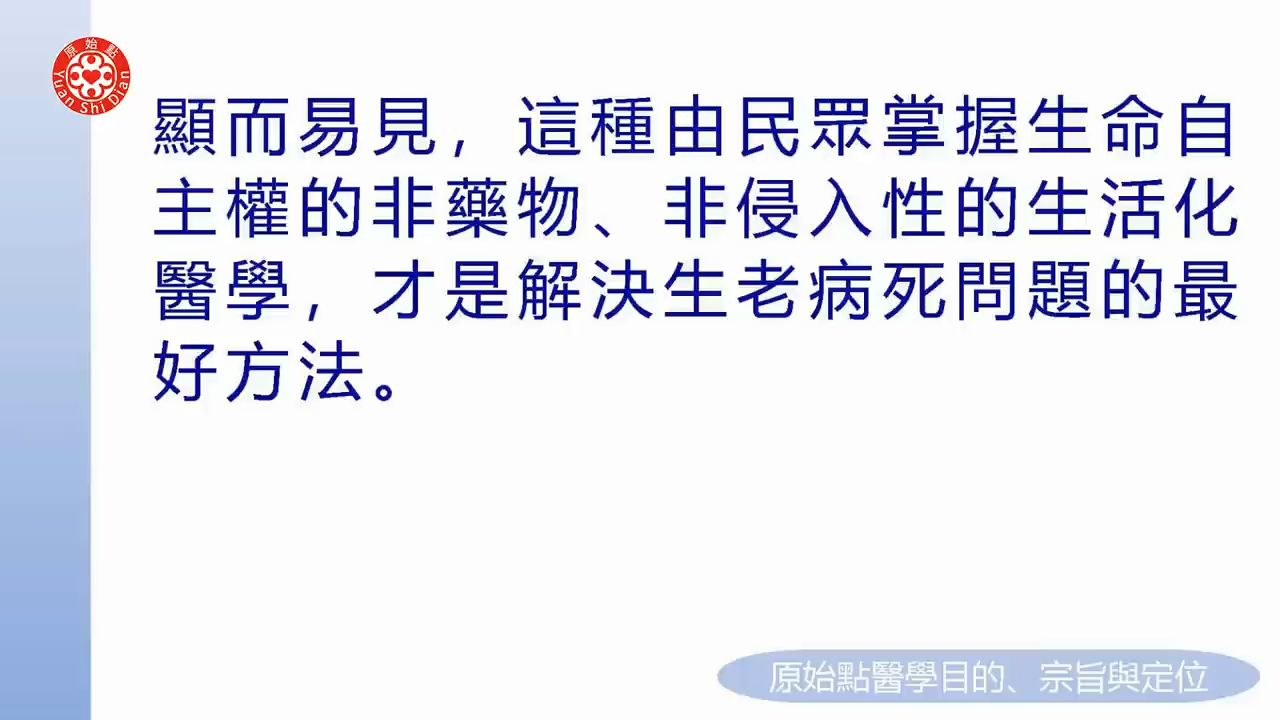 原始點
Yuan Shi Dian
顯而易見，這種由民眾掌握生命自
主權的非藥物、非侵入性的生活化
醫學，才是解決生老病死問題的最
好方法。
原始點醫學目的、宗旨與定位